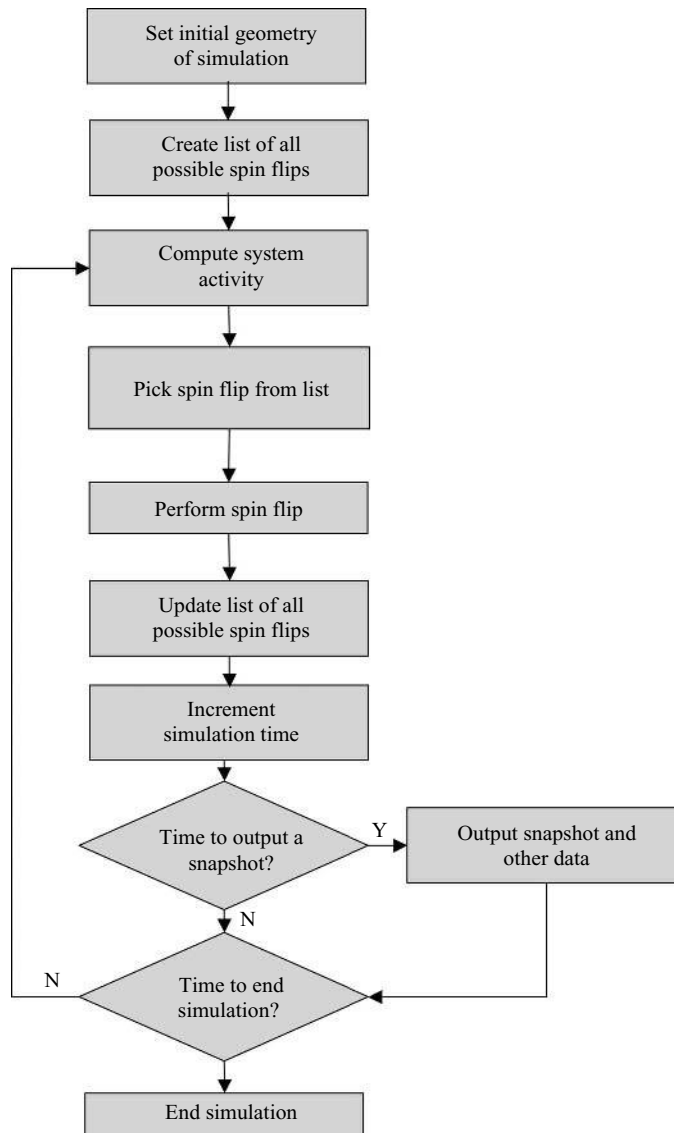 Set initial geometry
of simulation
Create list of all
possible spin flips
Compute system
activity
Pick spin flip from list
Perform spin flip
Update list of all
possible spin flips
Increment
simulation time
Time to output a
snapshot?
Y
Output snapshot and
other data
N
Time to end
simulation?
N
End simulation